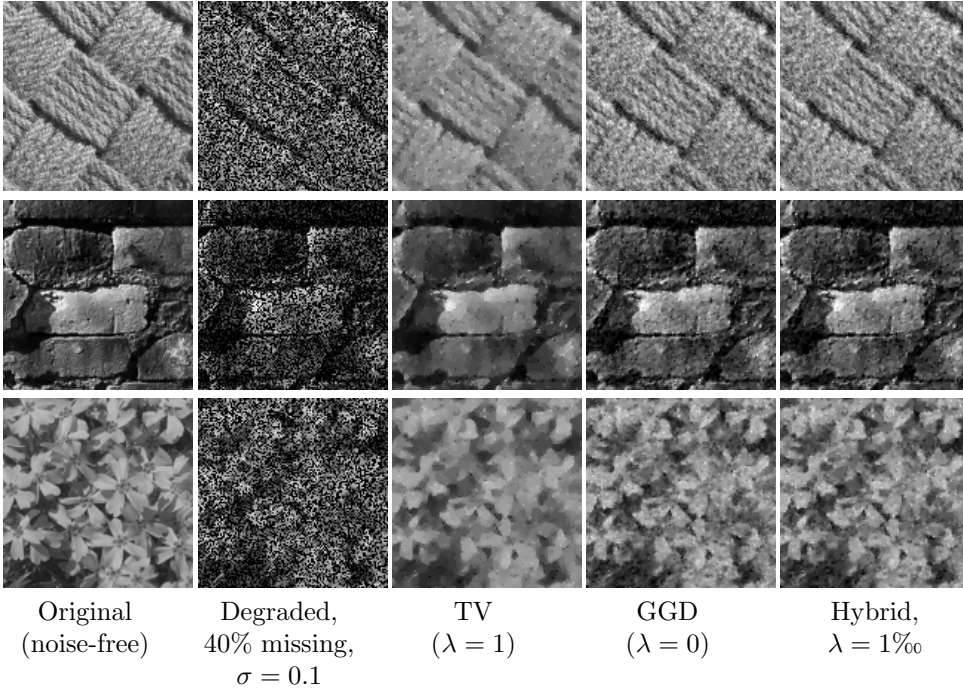 Original
(noise-free)
Degraded,
40% missing,
σ = 0.1
TV
(λ = 1)
GGD
(λ = 0)
Hybrid,
λ = 1‰